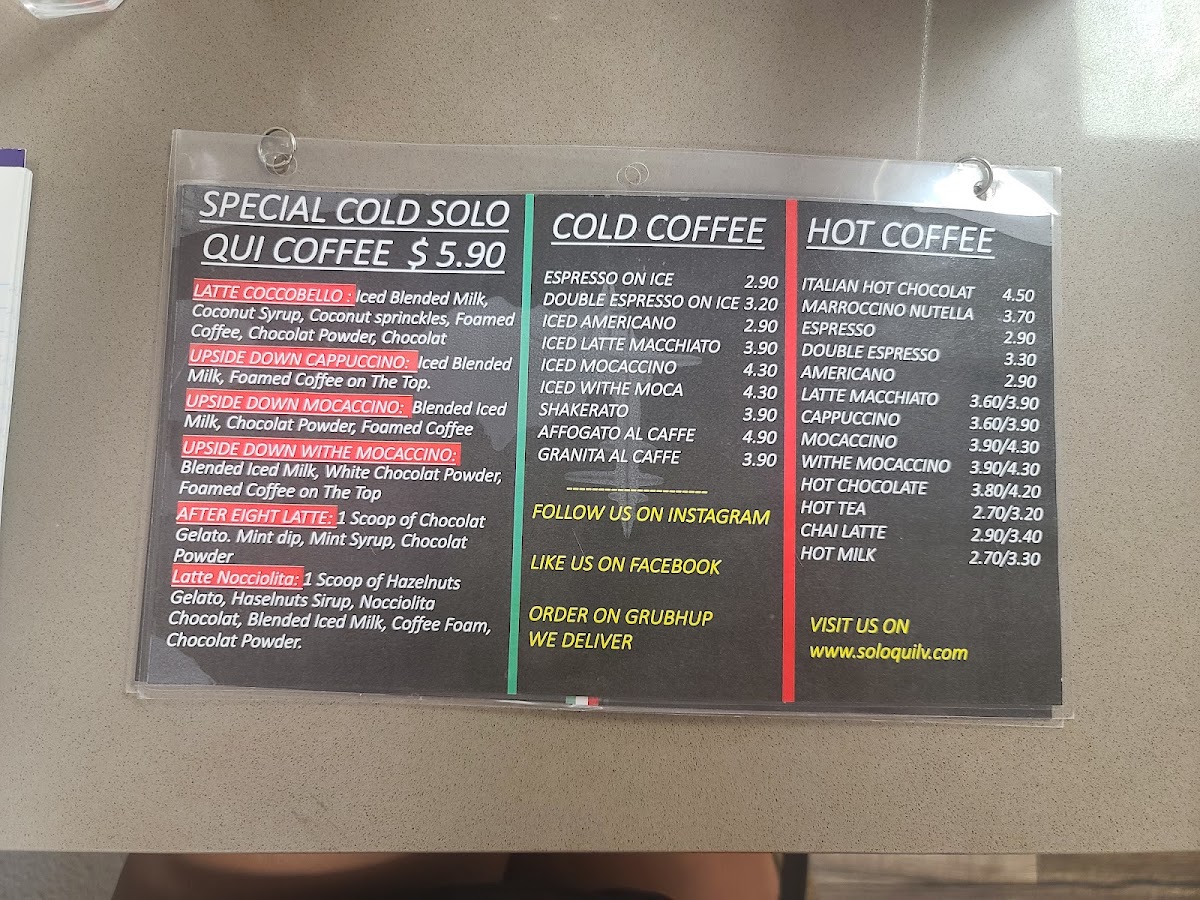 SPECIAL COLD SOLO
QUI COFFEE $ 5.90
LATTE COCCOBELLO : Iced Blended Milk,
Coconut Syrup, Coconut sprinckles, Foamed
Coffee, Chocolat Powder, Chocolat
UPSIDE DOWN CAPPUCCINO: Iced Blended
Milk, Foamed Coffee on The Top.
UPSIDE DOWN MOCACCINO: Blended Iced
Milk, Chocolat Powder, Foamed Coffee
UPSIDE DOWN WITHE MOCACCINO:
Blended Iced Milk, White Chocolat Powder,
Foamed Coffee on The Top
AFTER EIGHT LATTE: 1 Scoop of Chocolat
Gelato. Mint dip, Mint Syrup, Chocolat
Powder
Latte Nocciolita: 1 Scoop of Hazelnuts
Gelato, Haselnuts Sirup, Nocciolita
Chocolat, Blended Iced Milk, Coffee Foam,
Chocolat Powder.
COLD COFFEE
ESPRESSO ON ICE 2.90
DOUBLE ESPRESSO ON ICE 3.20
ICED AMERICANO 2.90
ICED LATTE MACCHIATO 3.90
ICED MOCACCINO 4.30
ICED WITHE MOCA 4.30
SHAKERATO 3.90
AFFOGATO AL CAFFE 4.90
GRANITA AL CAFFE 3.90
----------------------
FOLLOW US ON INSTAGRAM
LIKE US ON FACEBOOK
ORDER ON GRUBHUP
WE DELIVER
HOT COFFEE
ITALIAN HOT CHOCOLAT 4.50
MARROCCINO NUTELLA 3.70
ESPRESSO 2.90
DOUBLE ESPRESSO 3.30
AMERICANO 2.90
LATTE MACCHIATO 3.60/3.90
CAPPUCCINO 3.60/3.90
MOCACCINO 3.90/4.30
WITHE MOCACCINO 3.90/4.30
HOT CHOCOLATE 3.80/4.20
HOT TEA 2.70/3.20
CHAI LATTE 2.90/3.40
HOT MILK 2.70/3.30
VISIT US ON
www.soloquilv.com